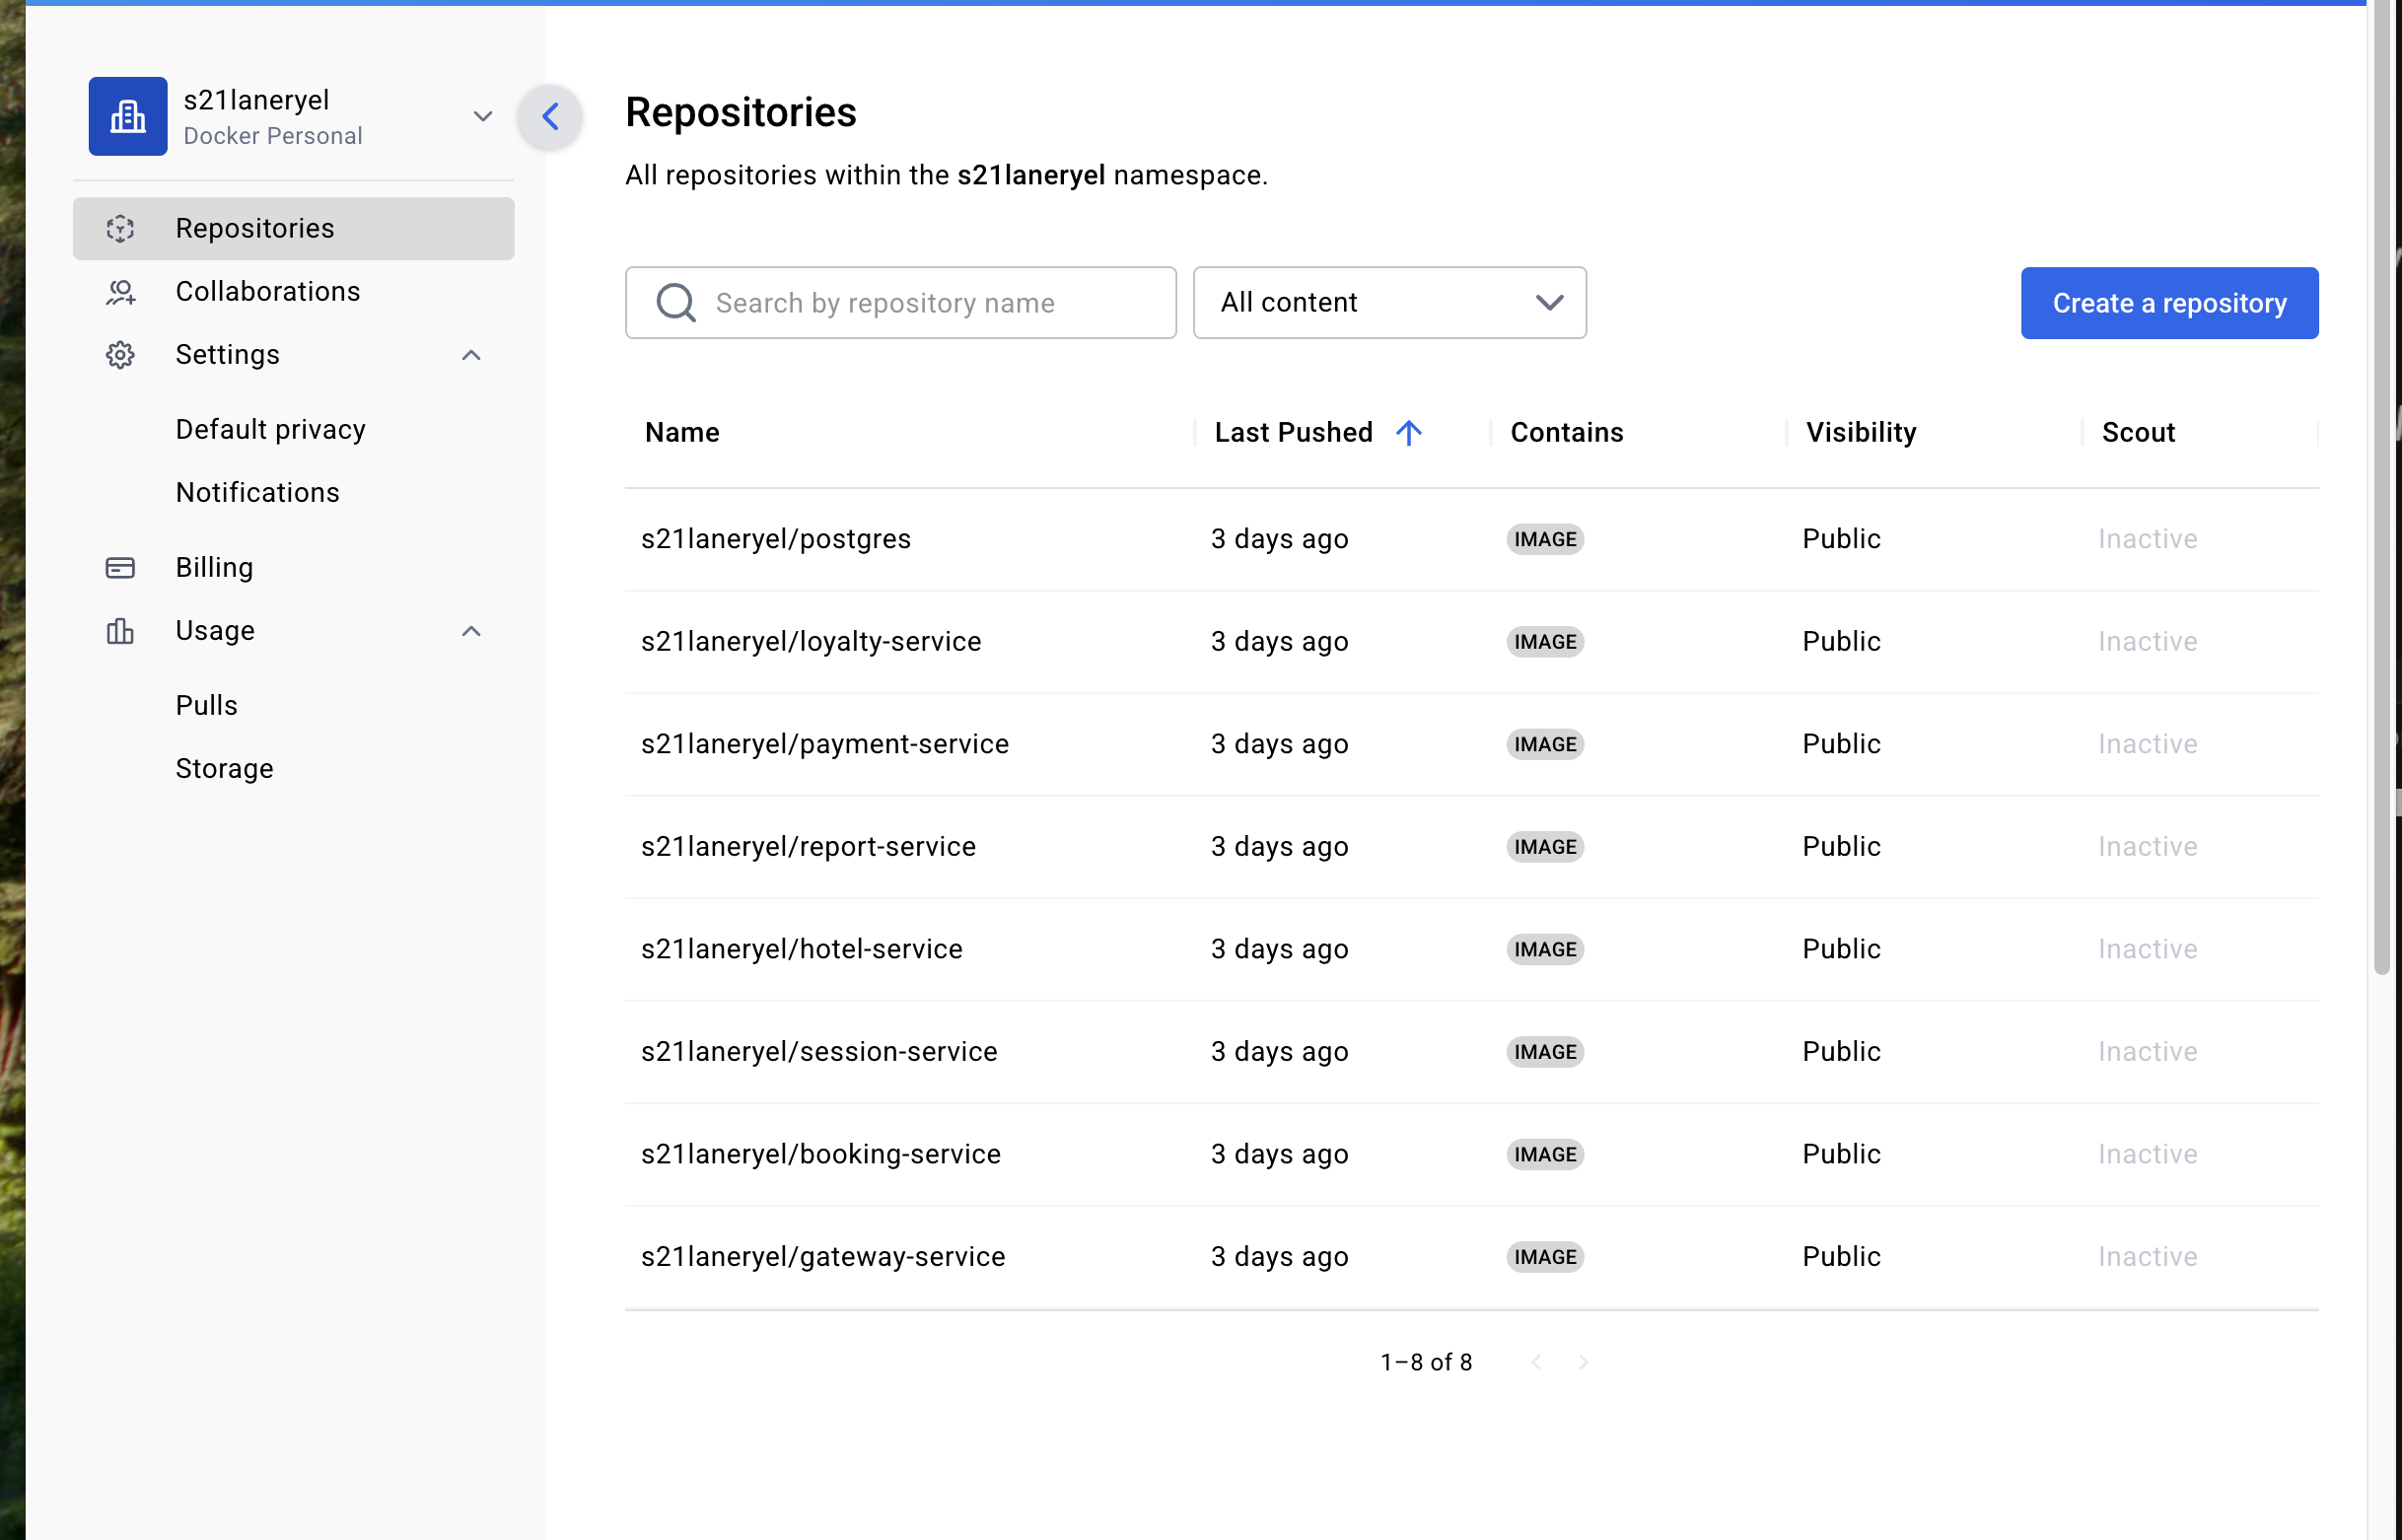 s21laneryel
Docker Personal
Repositories
Collaborations
Settings
Default privacy
Notifications
Billing
Usage
Pulls
Storage
Repositories
All repositories within the s21laneryel namespace.
Search by repository name
All content
Create a repository
Name Last Pushed Contains Visibility Scout
s21laneryel/postgres 3 days ago IMAGE Public Inactive
s21laneryel/loyalty-service 3 days ago IMAGE Public Inactive
s21laneryel/payment-service 3 days ago IMAGE Public Inactive
s21laneryel/report-service 3 days ago IMAGE Public Inactive
s21laneryel/hotel-service 3 days ago IMAGE Public Inactive
s21laneryel/session-service 3 days ago IMAGE Public Inactive
s21laneryel/booking-service 3 days ago IMAGE Public Inactive
s21laneryel/gateway-service 3 days ago IMAGE Public Inactive
1–8 of 8